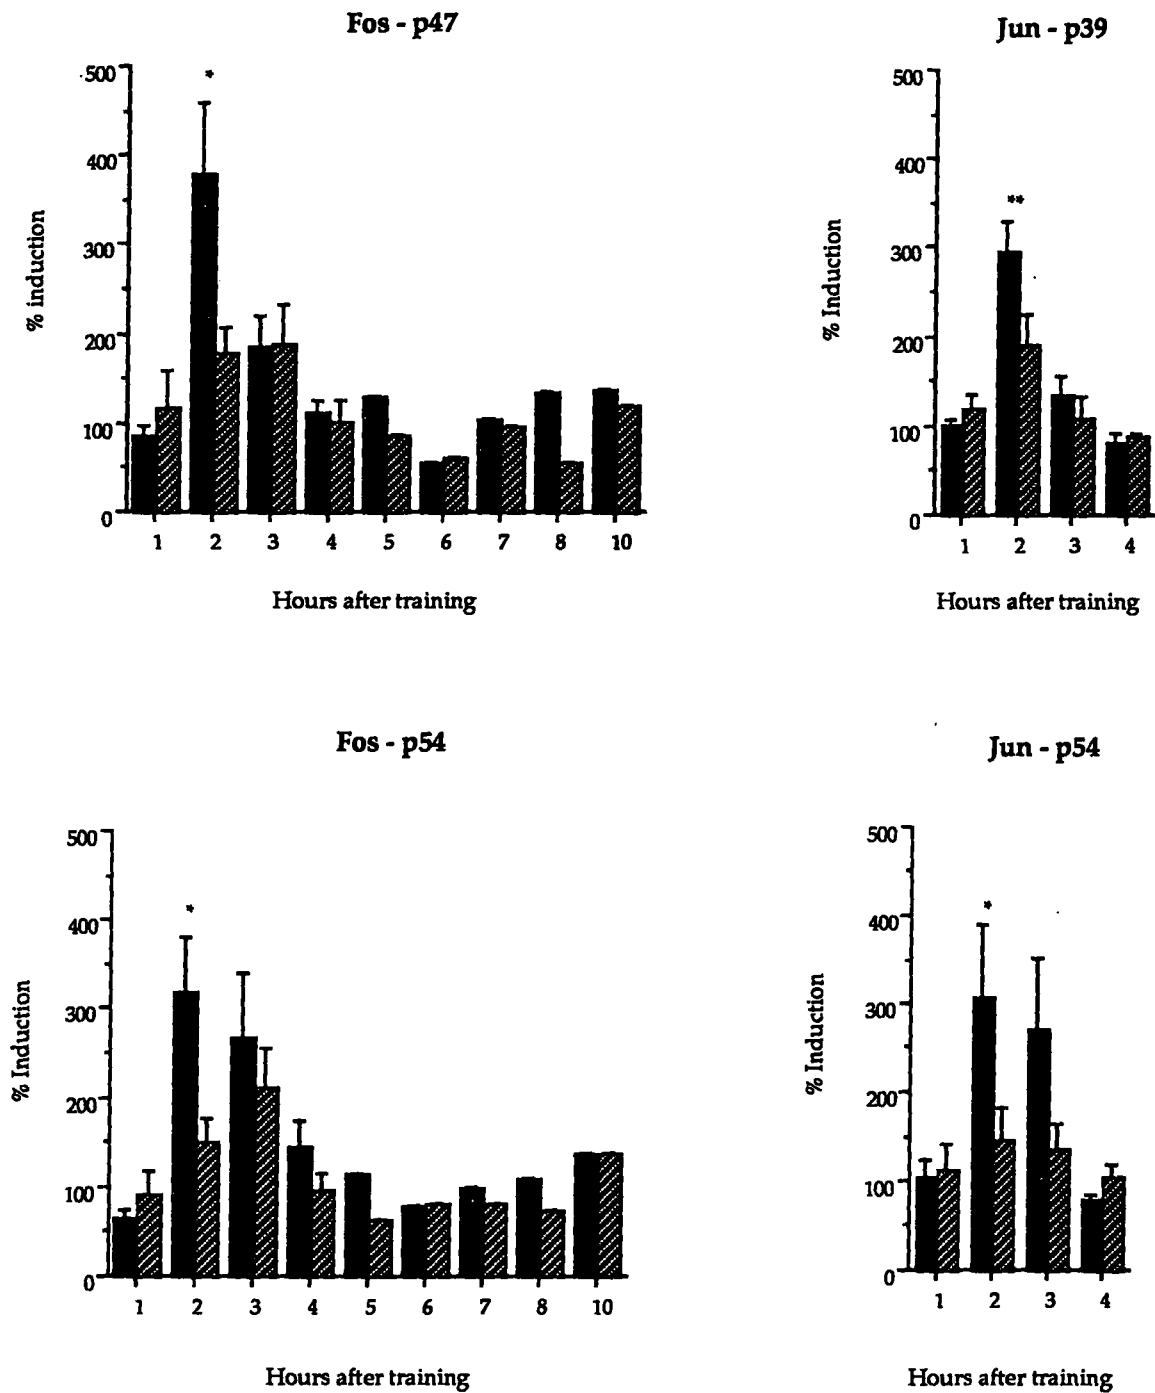 Fos - p47
500
*
400
300
200
100
0
% induction
1 2 3 4 5 6 7 8 10
Hours after training
Jun - p39
500
400
**
300
200
100
0
% Induction
1 2 3 4
Hours after training
Fos - p54
500
*
400
300
200
100
0
% Induction
1 2 3 4 5 6 7 8 10
Hours after training
Jun - p54
500
*
400
300
200
100
0
% Induction
1 2 3 4
Hours after training